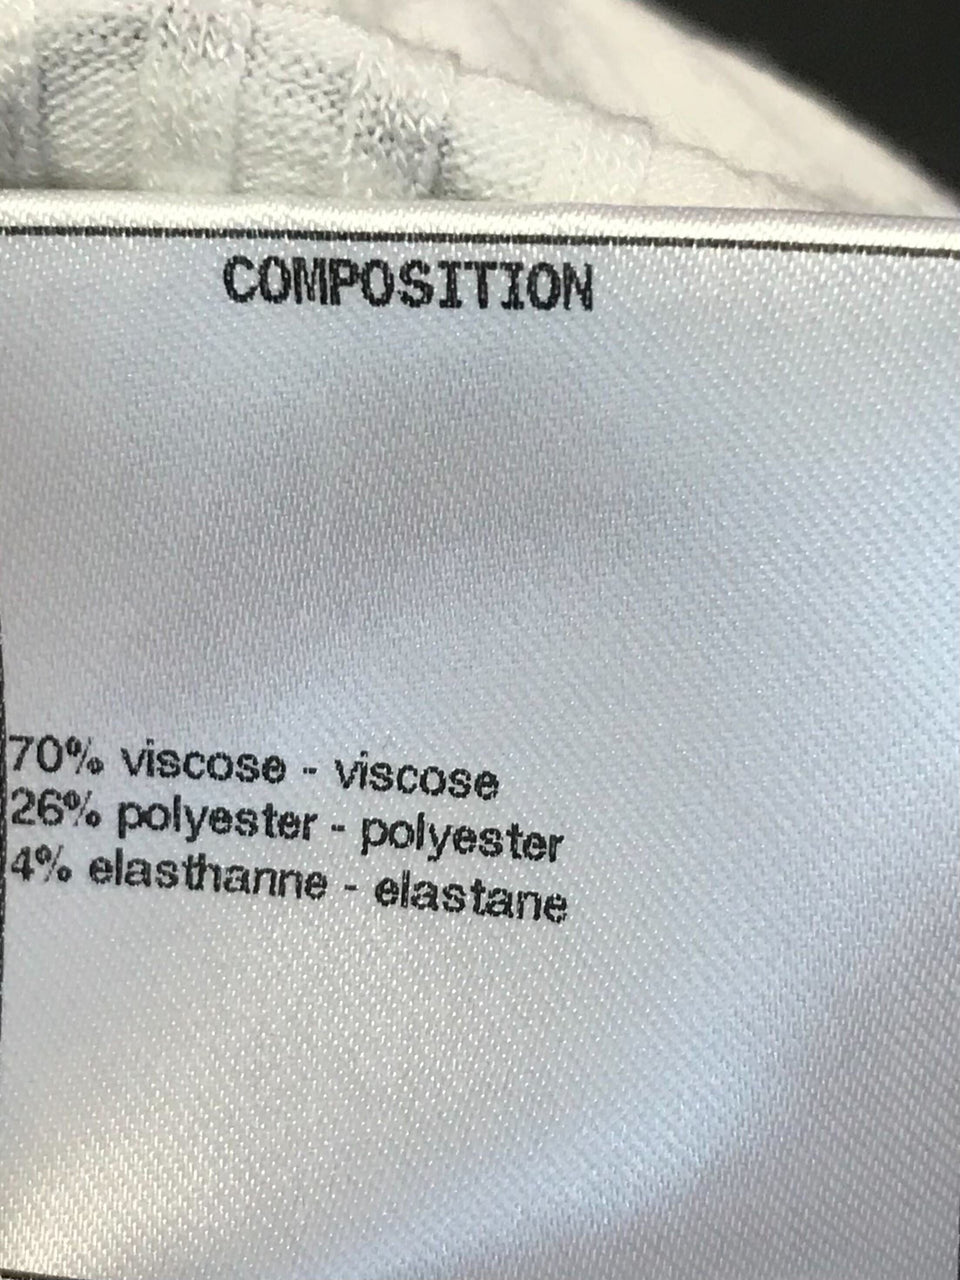 COMPOSITION
70% viscose - viscose
26% polyester - polyester
4% elasthanne - elastane